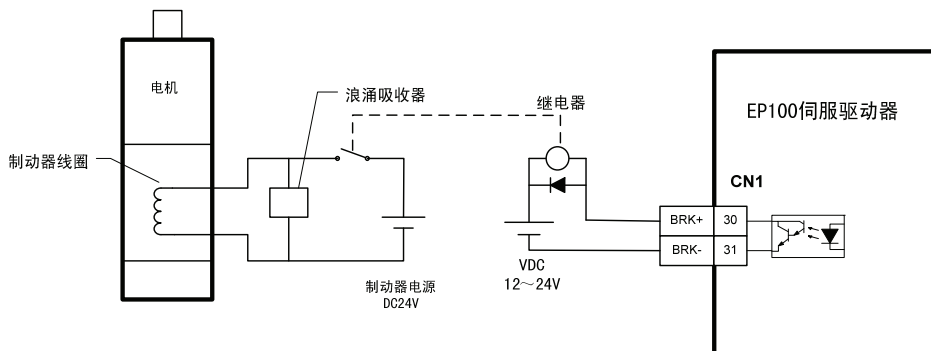 电机
浪涌吸收器
继电器
EP100伺服驱动器
制动器线圈
CN1
BRK+ 30
BRK- 31
VDC
12～24V
制动器电源
DC24V